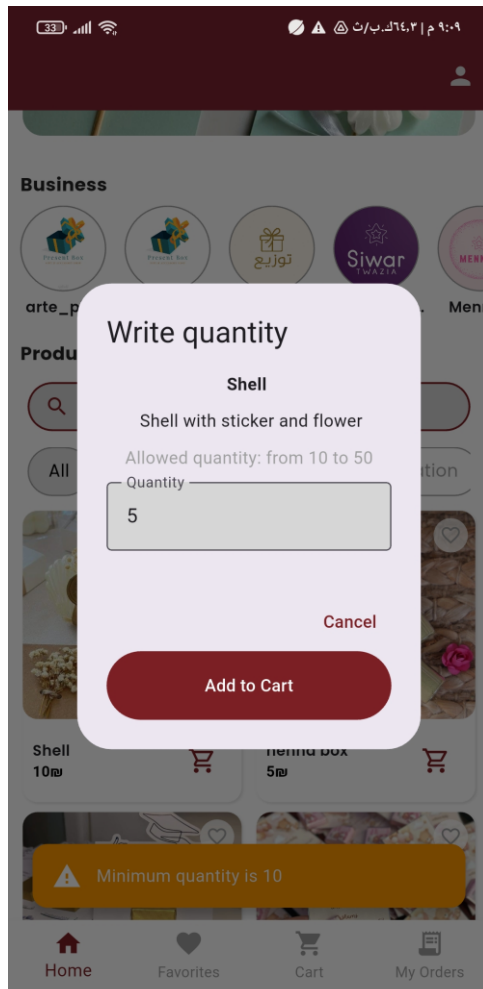 33
٩:٠٩ م | ٦٤,٣ك.ب/ث
Business
Present Box
Present Box
توزيع
Siwar
TWAZIA
MENN
arte_p
.
Men
Produ
Write quantity
Shell
Shell with sticker and flower
Allowed quantity: from 10 to 50
Quantity
5
Cancel
Add to Cart
All
tion
Shell
10₪
henna box
5₪
Minimum quantity is 10
Home
Favorites
Cart
My Orders